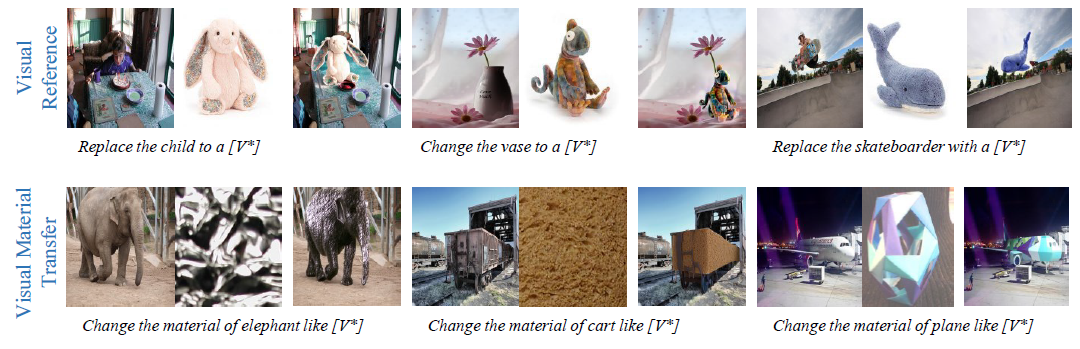 Visual
Reference
Replace the child to a [V*]
Change the vase to a [V*]
Replace the skateboarder with a [V*]
Visual Material
Transfer
Change the material of elephant like [V*]
Change the material of cart like [V*]
Change the material of plane like [V*]